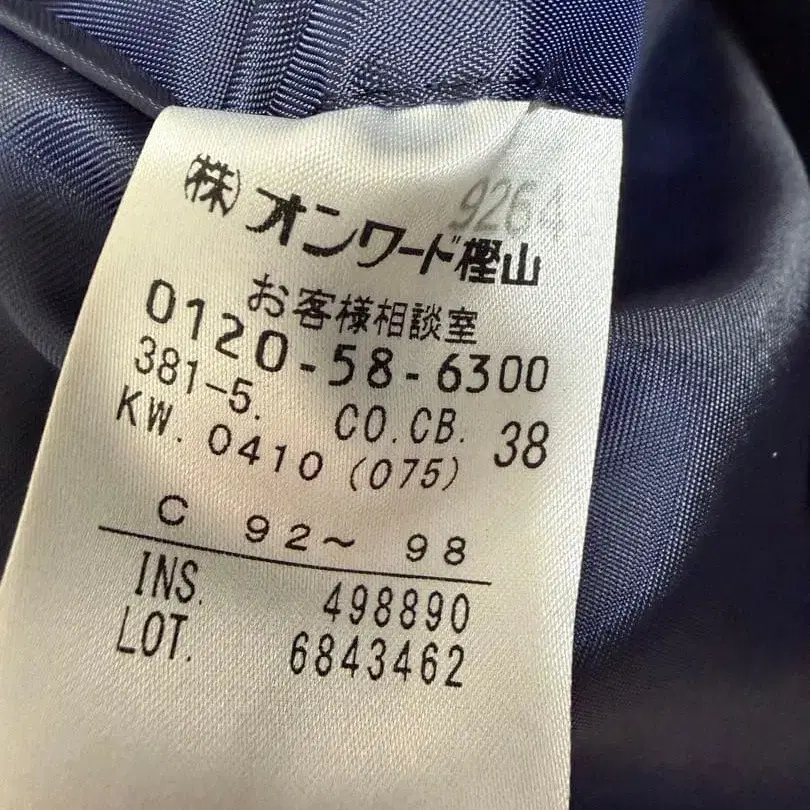 9264
㈱オンワード樫山
お客様相談室
0120-58-6300
381-5. CO.CB. 38
KW. 0410 (075)
C 92~ 98
INS. 498890
LOT. 6843462